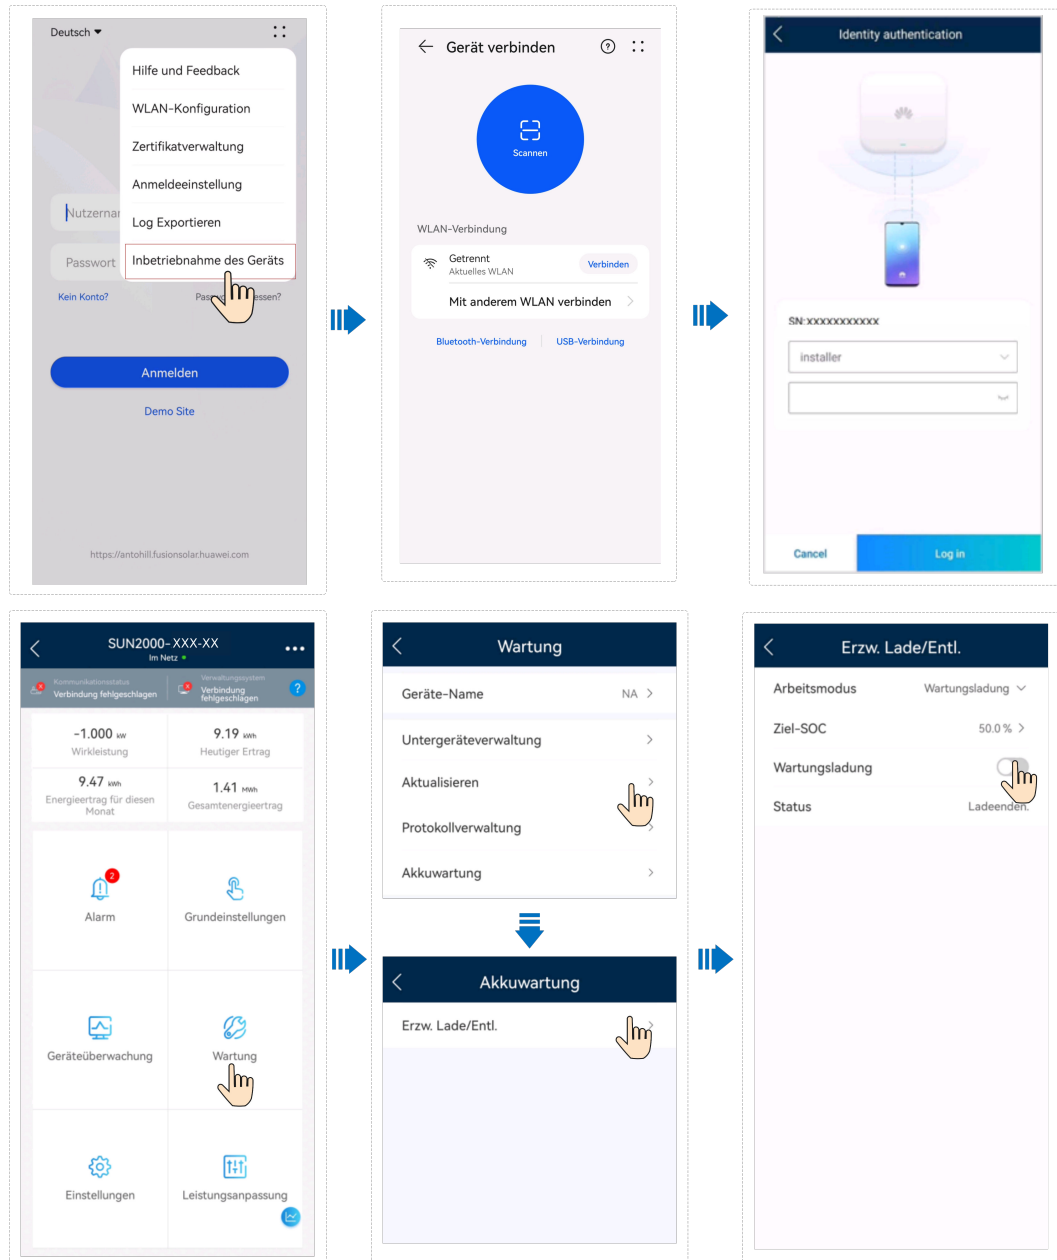 Deutsch
Hilfe und Feedback
WLAN-Konfiguration
Zertifikatverwaltung
Anmeldeeinstellung
Log Exportieren
Inbetriebnahme des Geräts
Passwort
Kein Konto?
Anmelden
Demo Site
https://antohill.fusionsolar.huawei.com
Gerät verbinden
Scannen
WLAN-Verbindung
Getrennt
Aktuelles WLAN
Verbinden
Mit anderem WLAN verbinden
Bluetooth-Verbindung
USB-Verbindung
Identity authentication
SN:xxxxxxxxxxx
installer
Cancel
Log in
SUN2000-XXX-XX
Im Netz
Kommunikationsstatus
Verbindung fehlgeschlagen
Verwaltungssystem
Verbindung
fehlgeschlagen
?
-1.000 kW
Wirkleistung
9.19 kWh
Heutiger Ertrag
9.47 kWh
Energieertrag für diesen
Monat
1.41 MWh
Gesamtenergieertrag
2
Alarm
Grundeinstellungen
Geräteüberwachung
Wartung
Einstellungen
Leistungsanpassung
Wartung
Geräte-Name NA
Untergeräteverwaltung
Aktualisieren
Protokollverwaltung
Akkuwartung
Akkuwartung
Erzw. Lade/Entl.
Erzw. Lade/Entl.
Arbeitsmodus Wartungsladung
Ziel-SOC 50.0 %
Wartungsladung
Status Ladeenden.